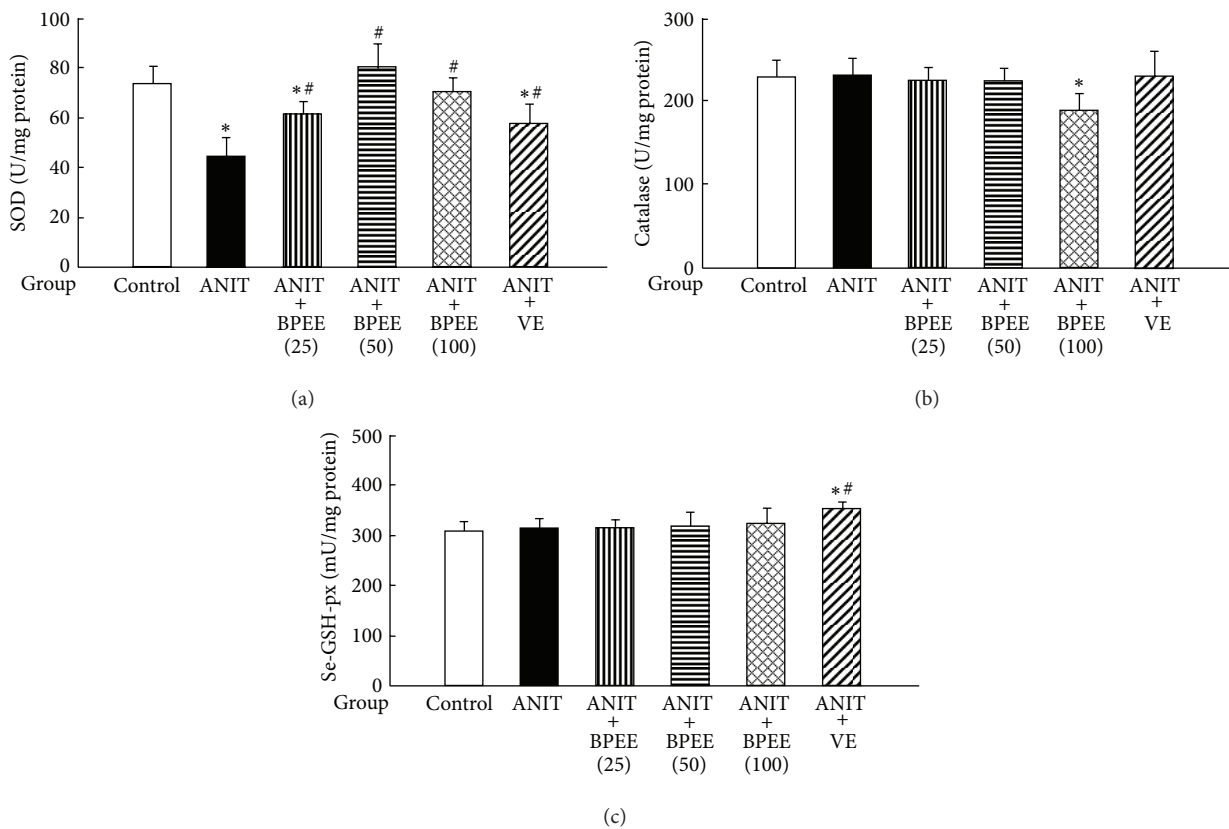 100
80
60
40
20
0
SOD (U/mg protein)
*
* #
#
#
* #
Group
Control
ANIT
ANIT
+
BPEE
(25)
ANIT
+
BPEE
(50)
ANIT
+
BPEE
(100)
ANIT
+
VE
(a)
300
200
200
0
Catalase (U/mg protein)
*
Group
Control
ANIT
ANIT
+
BPEE
(25)
ANIT
+
BPEE
(50)
ANIT
+
BPEE
(100)
ANIT
+
VE
(b)
500
400
300
200
100
0
Se-GSH-px (mU/mg protein)
* #
Group
Control
ANIT
ANIT
+
BPEE
(25)
ANIT
+
BPEE
(50)
ANIT
+
BPEE
(100)
ANIT
+
VE
(c)